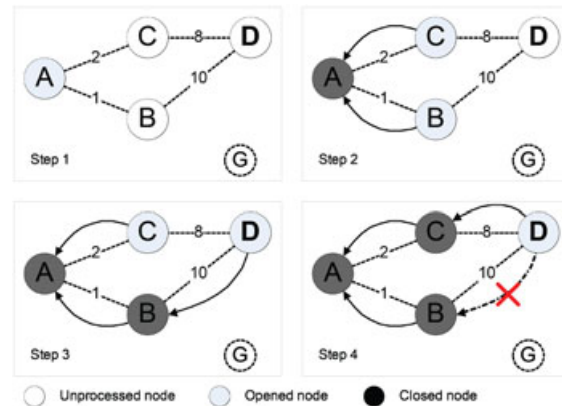 C 8 D
2
A
1 10
B
Step 1 G
C 8 D
2
A
1 10
B
Step 2 G
C 8 D
2
A
1 10
B
Step 3 G
C 8 D
2
A
1 10
B
Step 4 G
Unprocessed node Opened node Closed node